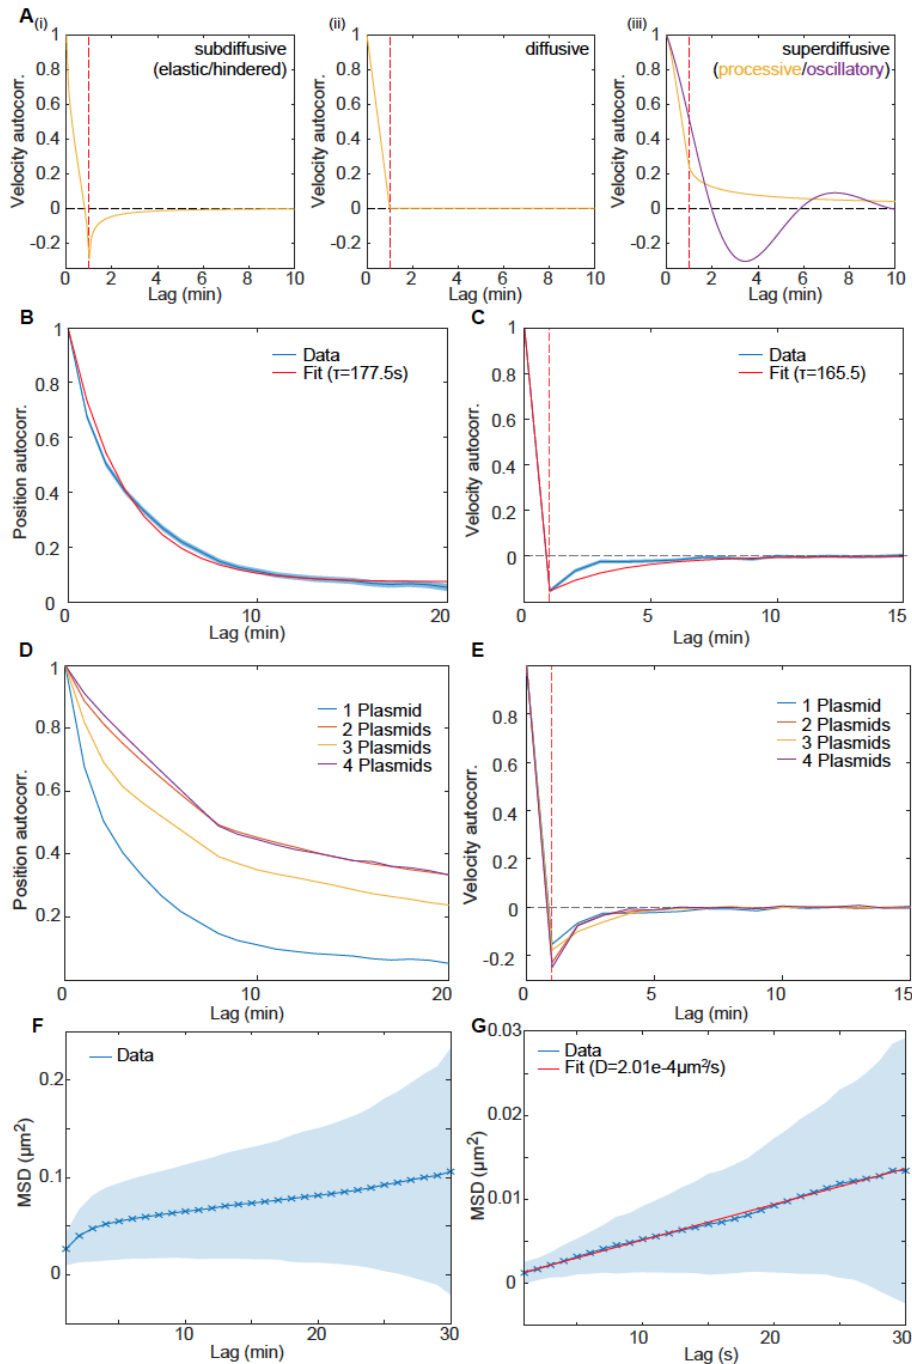 A
(i)
1
0.8
0.6
0.4
0.2
0
-0.2
Velocity autocorr.
subdiffusive
(elastic/hindered)
0 2 4 6 8 10
Lag (min)
(ii)
1
0.8
0.6
0.4
0.2
0
-0.2
Velocity autocorr.
diffusive
0 2 4 6 8 10
Lag (min)
(iii)
1
0.8
0.6
0.4
0.2
0
-0.2
Velocity autocorr.
superdiffusive
(processive/oscillatory)
0 2 4 6 8 10
Lag (min)
B
1
0.8
0.6
0.4
0.2
0
Position autocorr.
Data
Fit (τ=177.5s)
0 10 20
Lag (min)
C
1
0.8
0.6
0.4
0.2
0
Velocity autocorr.
Data
Fit (τ=165.5)
0 5 10 15
Lag (min)
D
1
0.8
0.6
0.4
0.2
Position autocorr.
1 Plasmid
2 Plasmids
3 Plasmids
4 Plasmids
0 10 20
Lag (min)
E
0.8
0.6
0.4
0.2
0
-0.2
Velocity autocorr.
1 Plasmid
2 Plasmids
3 Plasmids
4 Plasmids
0 5 10 15
Lag (min)
F
0.2
0.1
0
MSD (µm²)
Data
10 20 30
Lag (min)
G
0.03
0.02
0.01
0
MSD (µm²)
Data
Fit (D=2.01e-4µm²/s)
10 20 30
Lag (s)